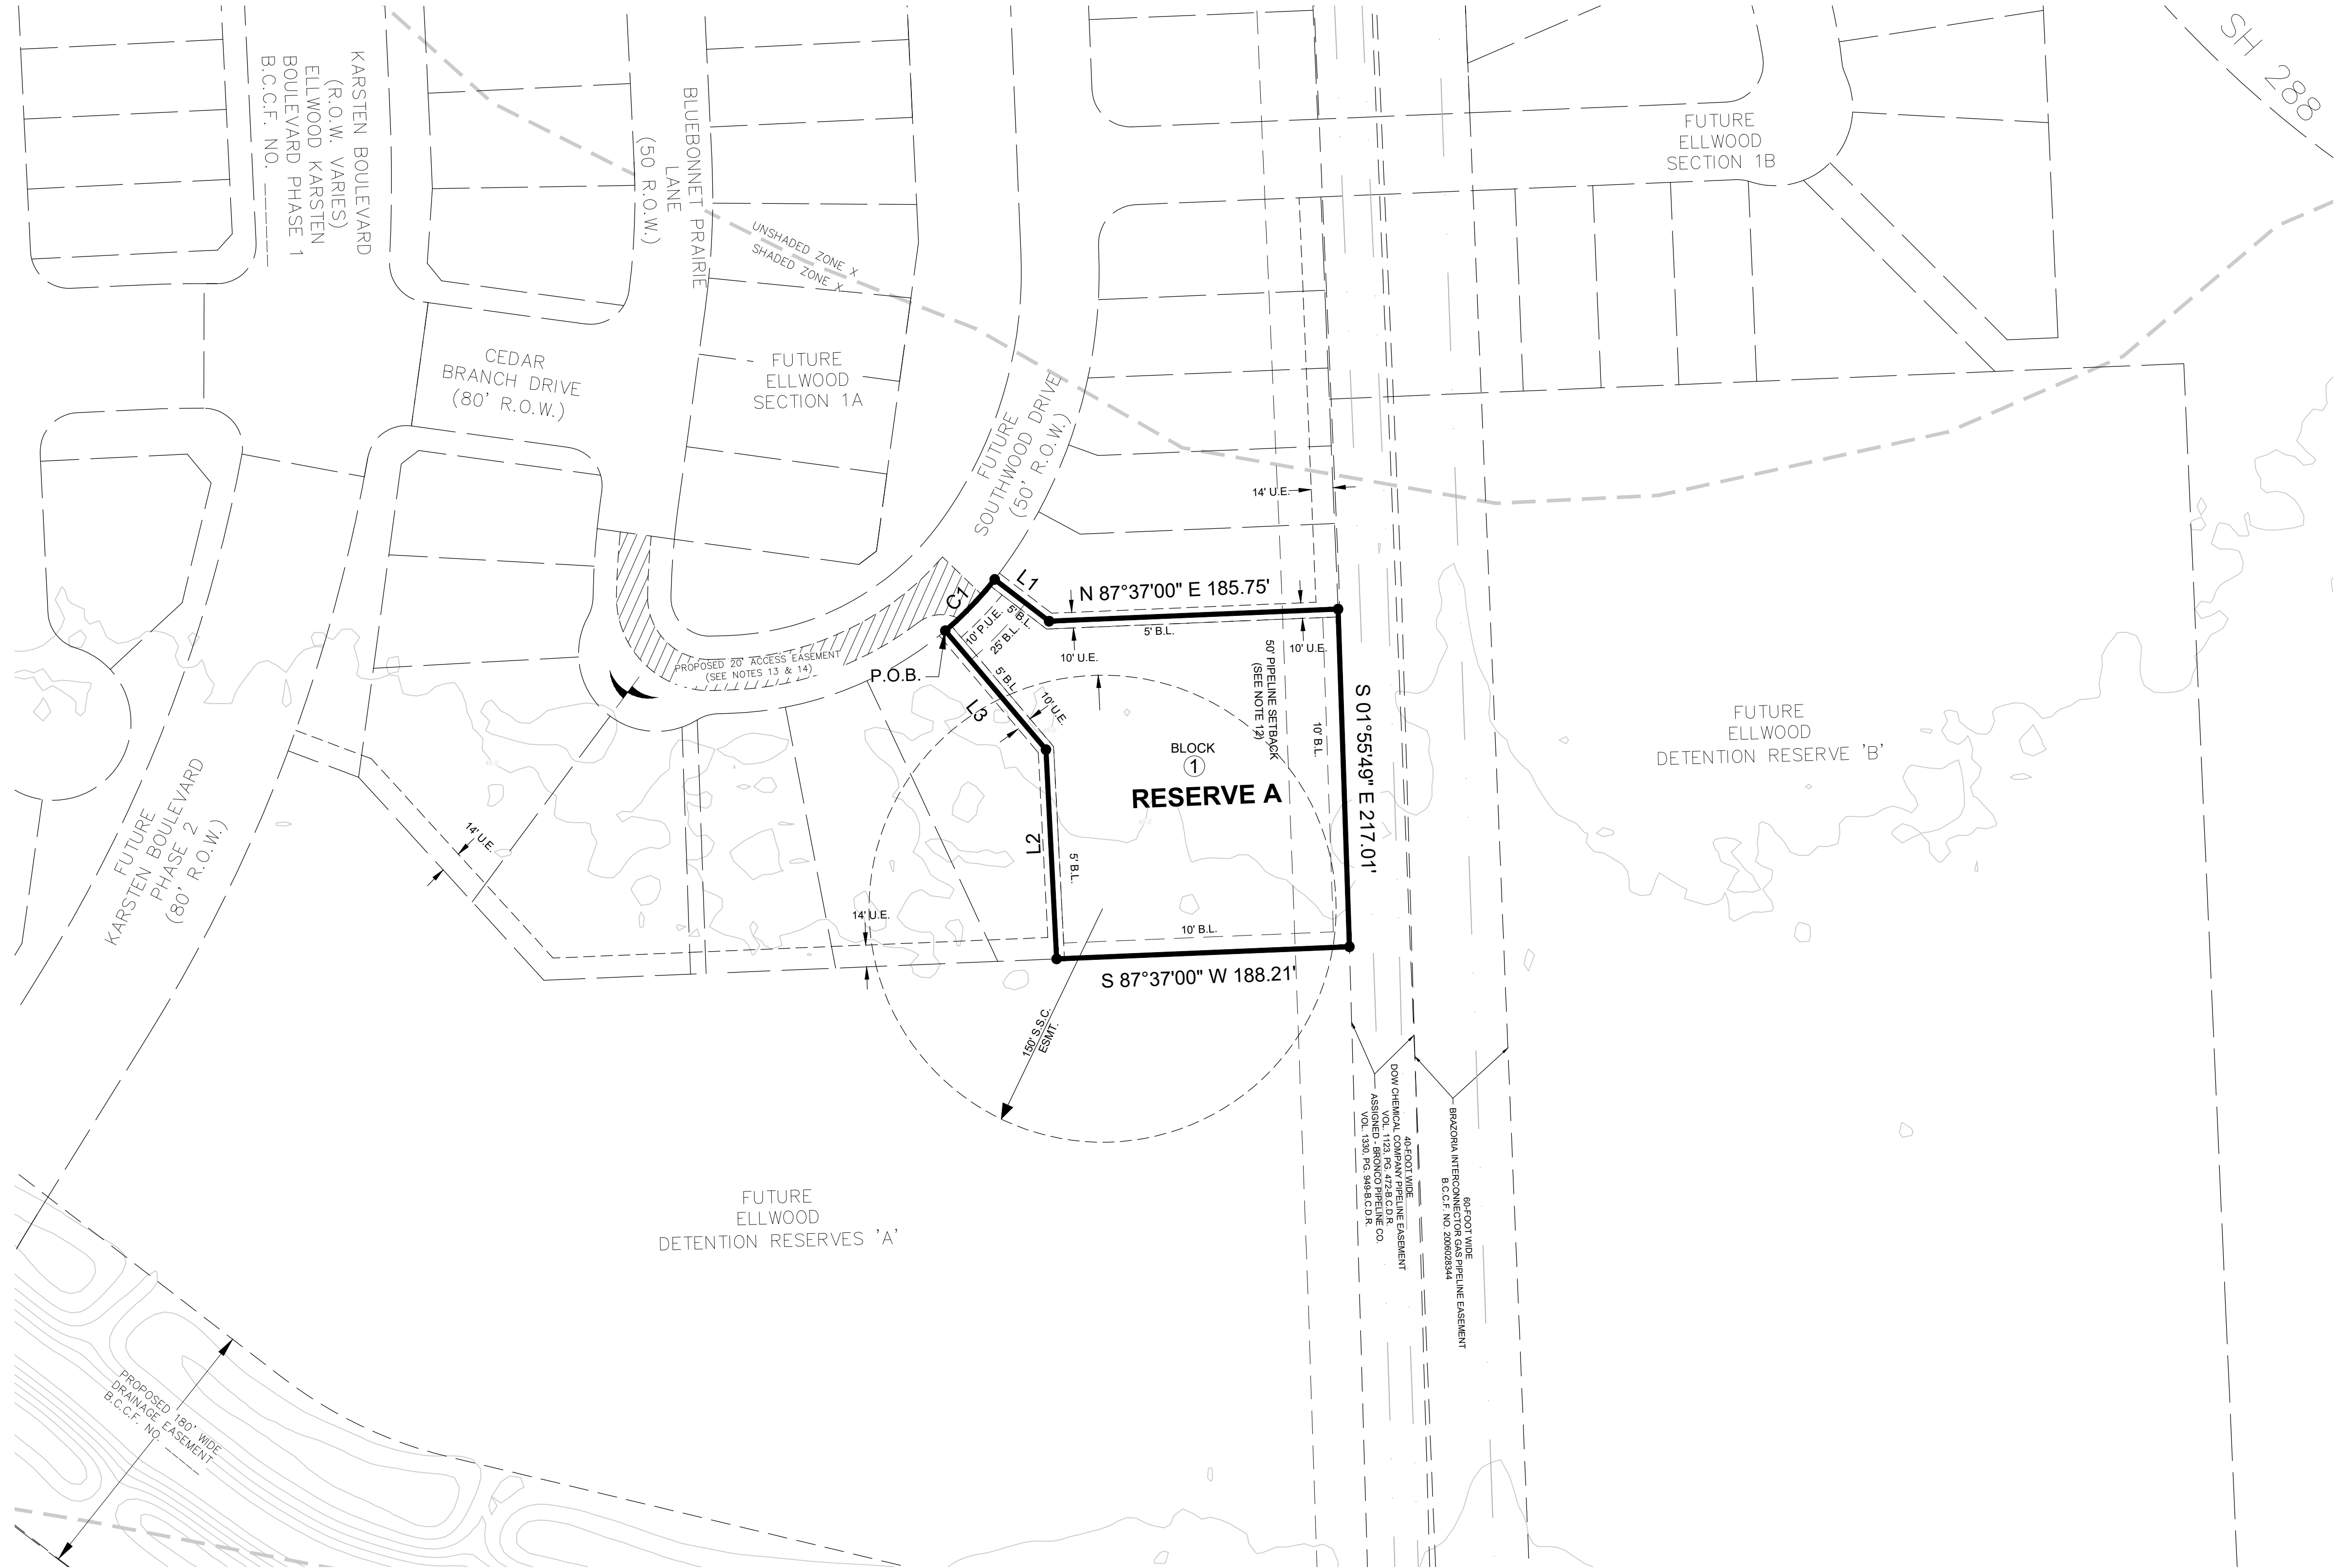 KARSTEN BOULEVARD
(R.O.W. VARIES)
ELLWOOD KARSTEN
BOULEVARD PHASE 1
B.C.C.F. NO. ______
BLUEBONNET PRAIRIE
LANE
(50 R.O.W.)
UNSHADED ZONE X
SHADED ZONE X
SH 288
FUTURE
ELLWOOD
SECTION 1B
CEDAR
BRANCH DRIVE
(80' R.O.W.)
FUTURE
ELLWOOD
SECTION 1A
FUTURE
SOUTHWOOD DRIVE
(50' R.O.W.)
14' U.E.
L1
N 87°37'00" E 185.75'
C1
5' B.L.
10' P.U.E.
25' B.L.
5' B.L.
10' U.E.
10' U.E.
PROPOSED 20' ACCESS EASEMENT
(SEE NOTES 13 & 14)
P.O.B.
5' B.L.
10' U.E.
L3
50' PIPELINE SETBACK
(SEE NOTE 12)
10' B.L.
S 01°55'49" E 217.01'
BLOCK
1
RESERVE A
FUTURE
ELLWOOD
DETENTION RESERVE 'B'
FUTURE
KARSTEN BOULEVARD
PHASE 2
(80' R.O.W.)
14' U.E.
L2
5' B.L.
14' U.E.
10' B.L.
S 87°37'00" W 188.21'
150' S.S.C.
ESMT.
40-FOOT WIDE
DOW CHEMICAL COMPANY PIPELINE EASEMENT
VOL. 1123, PG. 472-B.C.D.R.
ASSIGNED - BRONCO PIPELINE CO.
VOL. 1330, PG. 949-B.C.D.R.
60-FOOT WIDE
BRAZORIA INTERCONNECTOR GAS PIPELINE EASEMENT
B.C.C.F. NO. 2006028344
FUTURE
ELLWOOD
DETENTION RESERVES 'A'
PROPOSED 180' WIDE
DRAINAGE EASEMENT
B.C.C.F. NO. ______